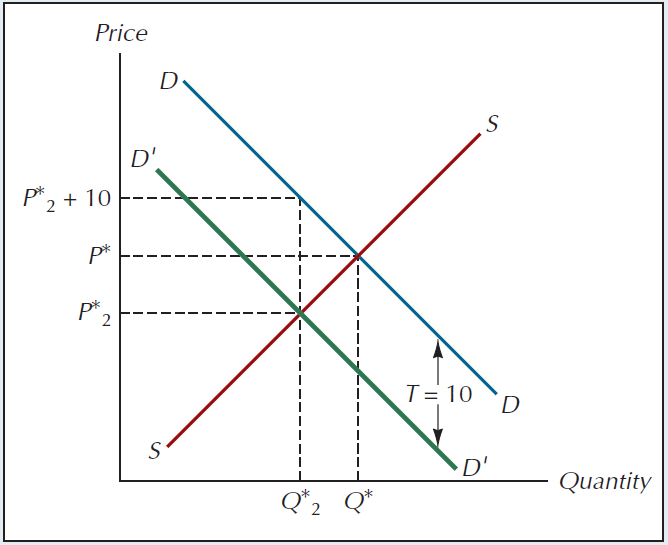 Price
D
S
D'
P*₂ + 10
P*
P*₂
T = 10
D
S
D'
Quantity
Q*₂ Q*